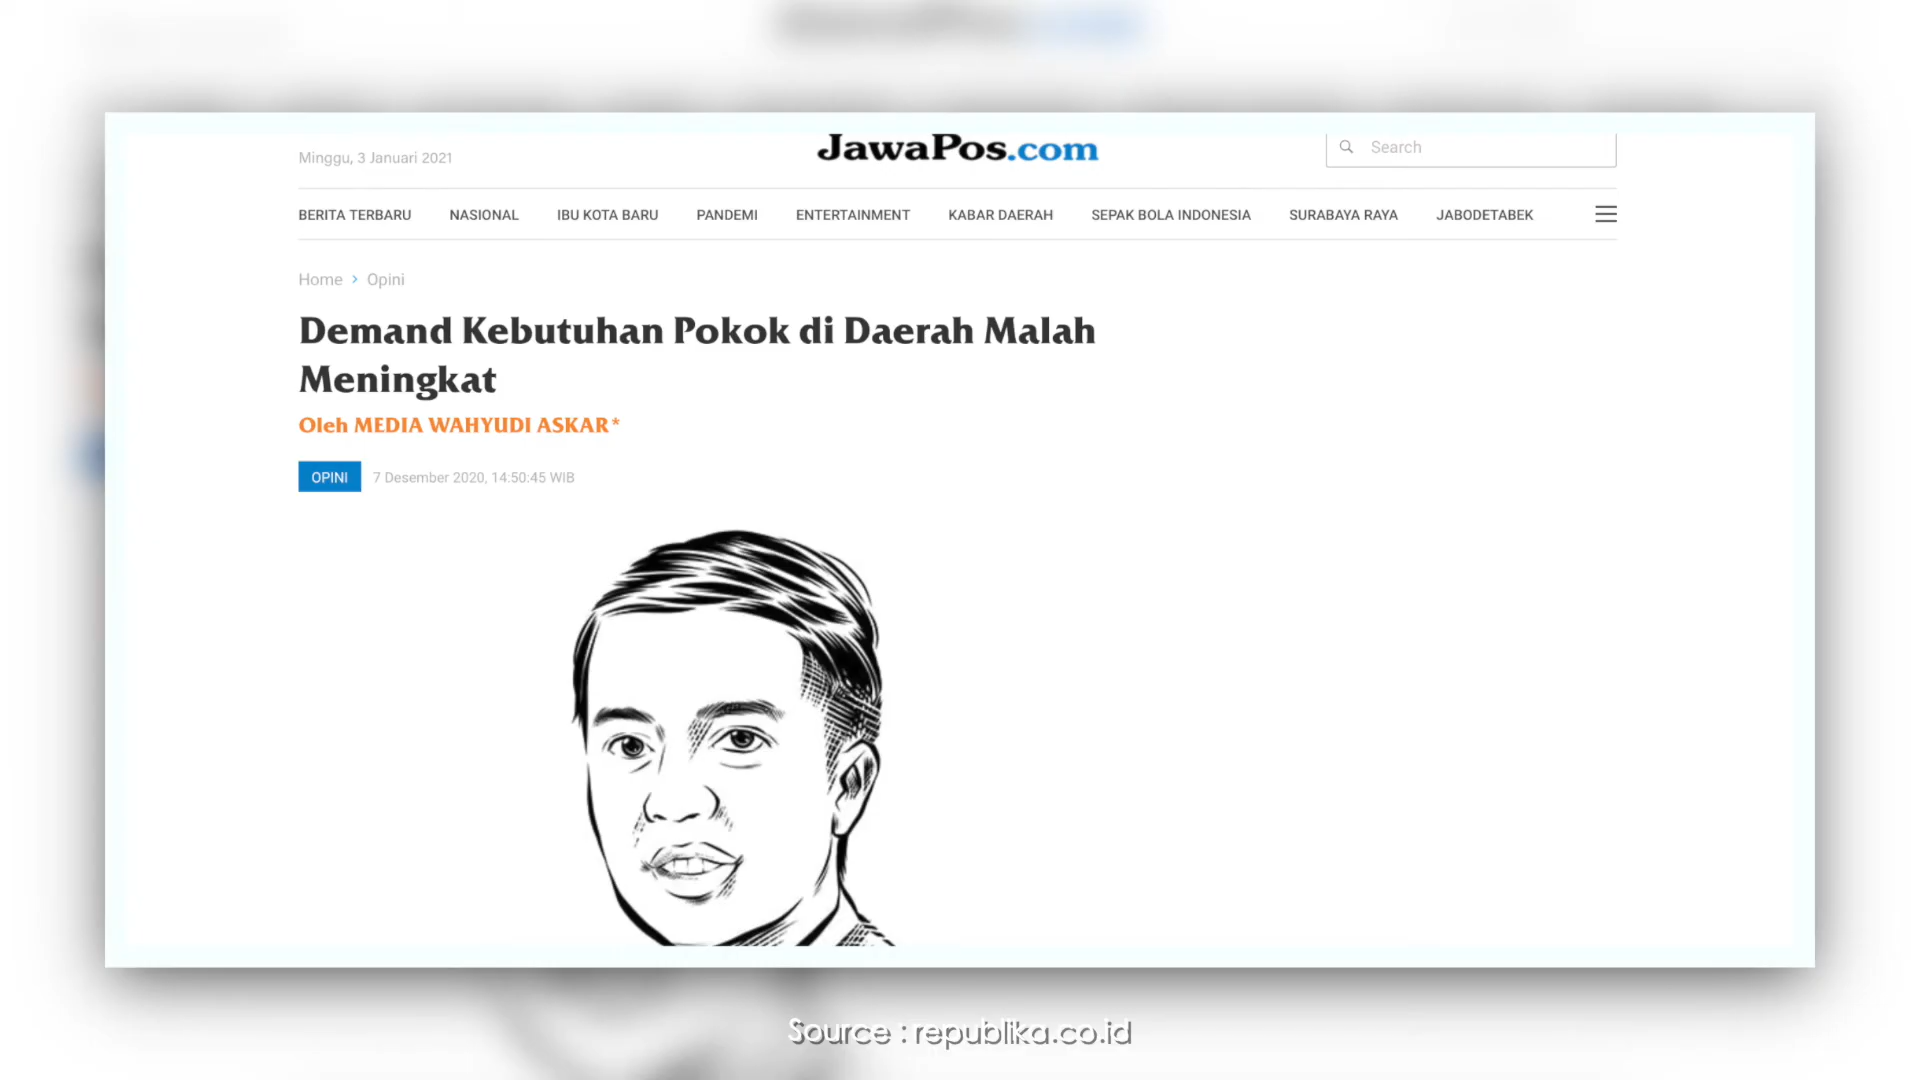 Minggu, 3 Januari 2021
JawaPos.com
Search
BERITA TERBARU NASIONAL IBU KOTA BARU PANDEMI ENTERTAINMENT KABAR DAERAH SEPAK BOLA INDONESIA SURABAYA RAYA JABODETABEK
Home > Opini
Demand Kebutuhan Pokok di Daerah Malah
Meningkat
Oleh MEDIA WAHYUDI ASKAR*
OPINI 7 Desember 2020, 14:50:45 WIB
Source : republika.co.id